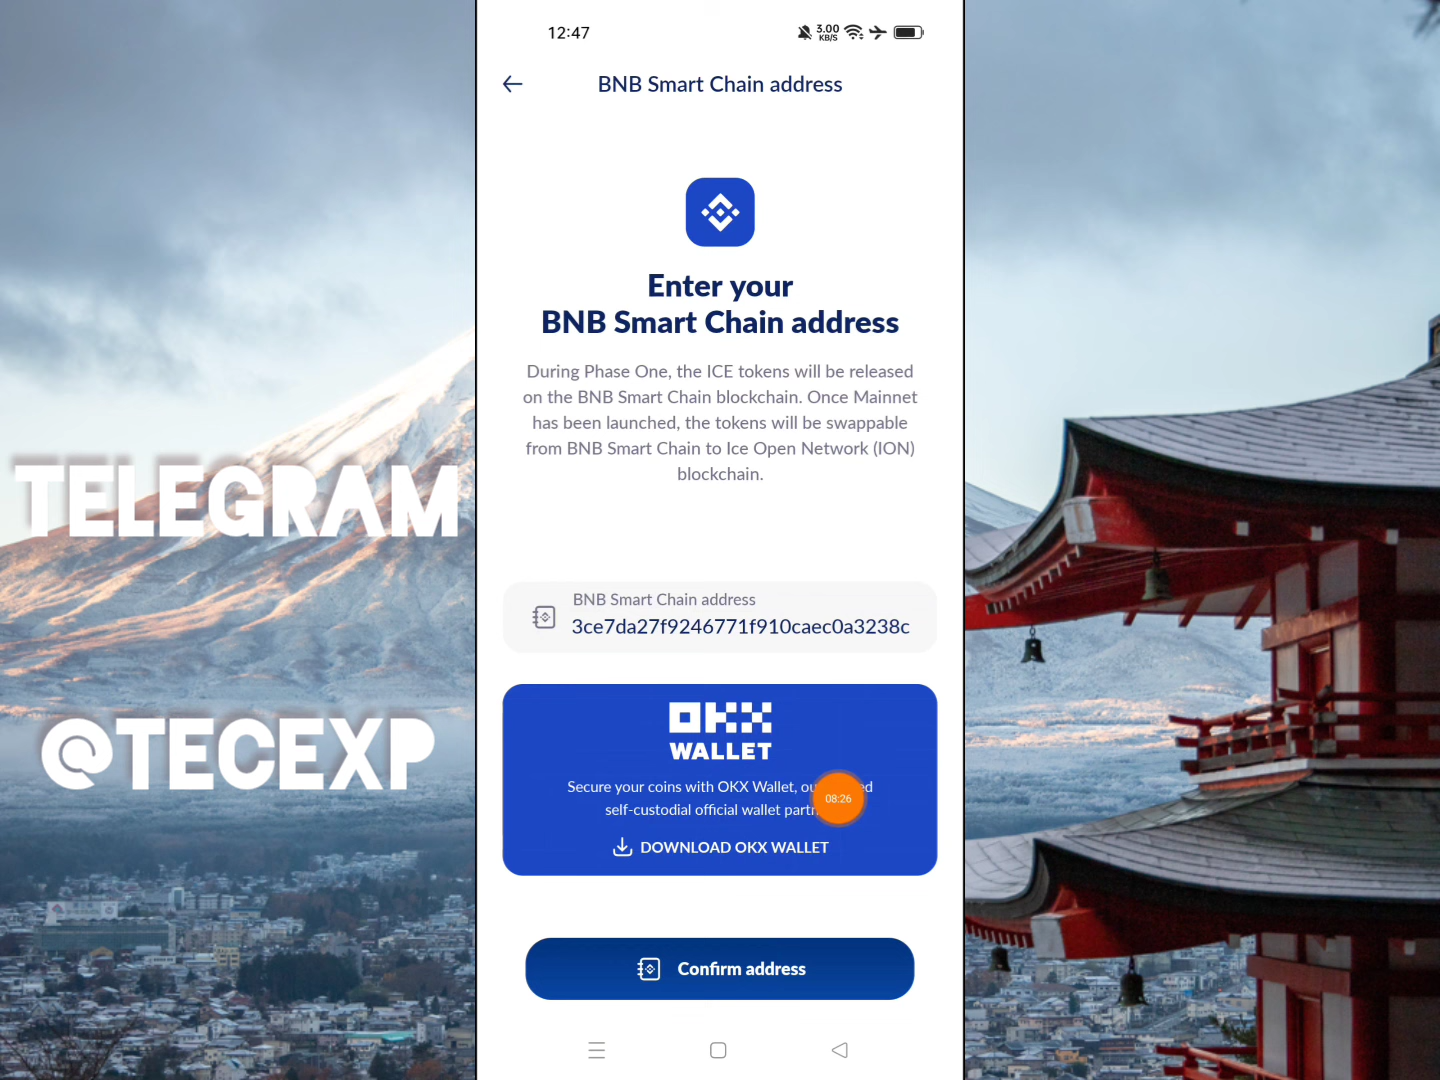 12:47
3.00
KB/S
BNB Smart Chain address
Enter your
BNB Smart Chain address
During Phase One, the ICE tokens will be released
on the BNB Smart Chain blockchain. Once Mainnet
has been launched, the tokens will be swappable
from BNB Smart Chain to Ice Open Network (ION)
blockchain.
TELEGRAM
@TECEXP
BNB Smart Chain address
3ce7da27f9246771f910caec0a3238c
OKX
WALLET
Secure your coins with OKX Wallet,
self-custodial official wallet
08:26
DOWNLOAD OKX WALLET
Confirm address